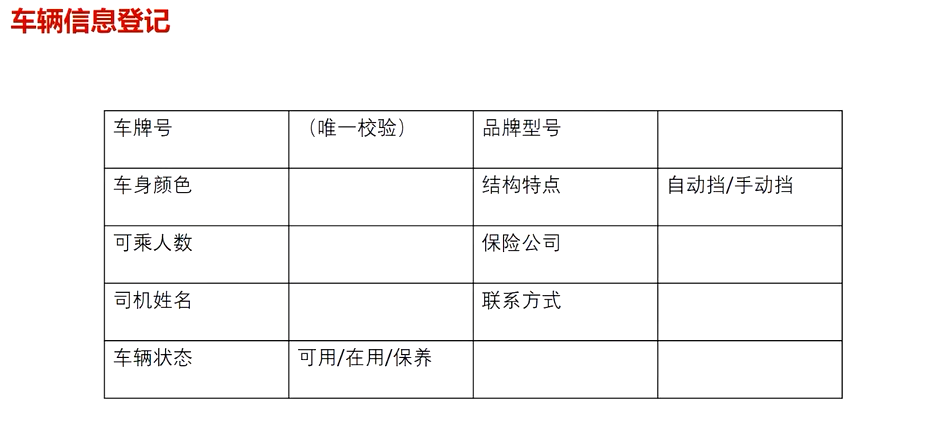 车辆信息登记
车牌号 （唯一校验） 品牌型号
车身颜色 结构特点 自动挡/手动挡
可乘人数 保险公司
司机姓名 联系方式
车辆状态 可用/在用/保养